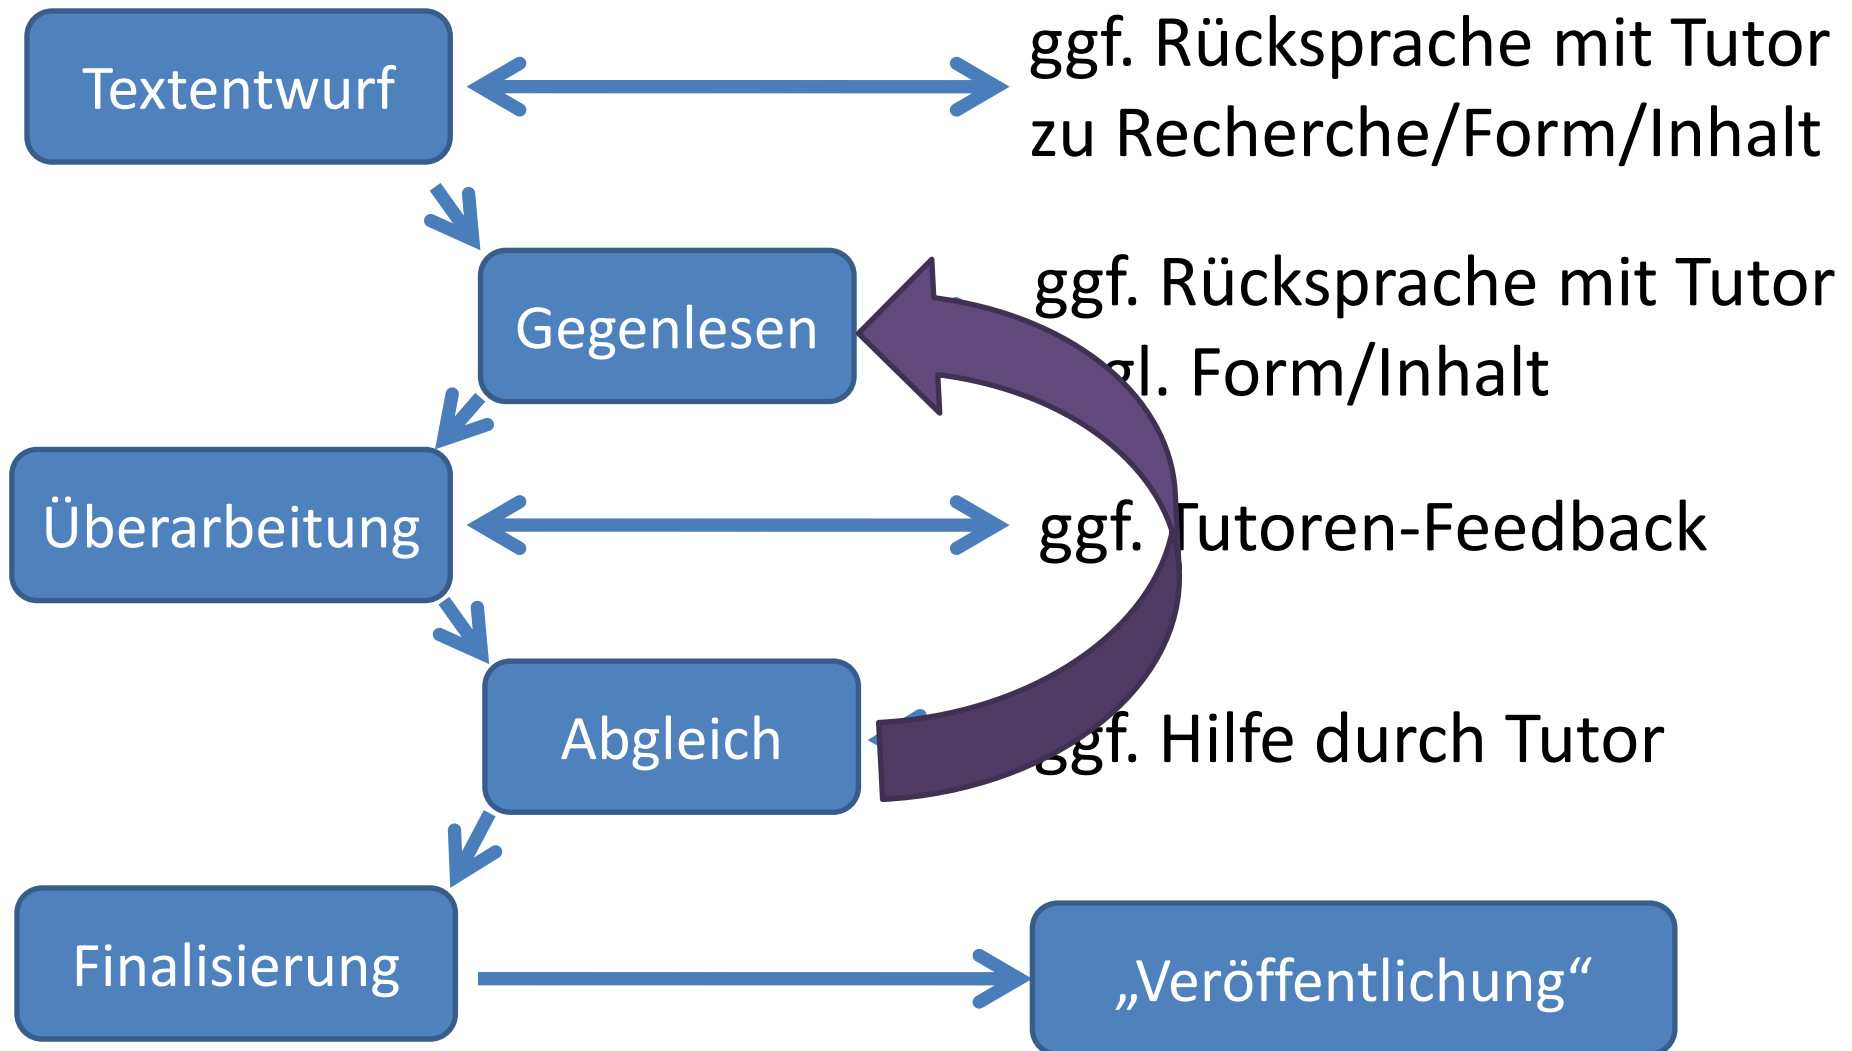 Textentwurf
ggf. Rücksprache mit Tutor
zu Recherche/Form/Inhalt
Gegenlesen
ggf. Rücksprache mit Tutor
Form/Inhalt
Überarbeitung
ggf. Tutoren-Feedback
Abgleich
ggf. Hilfe durch Tutor
Finalisierung
„Veröffentlichung“